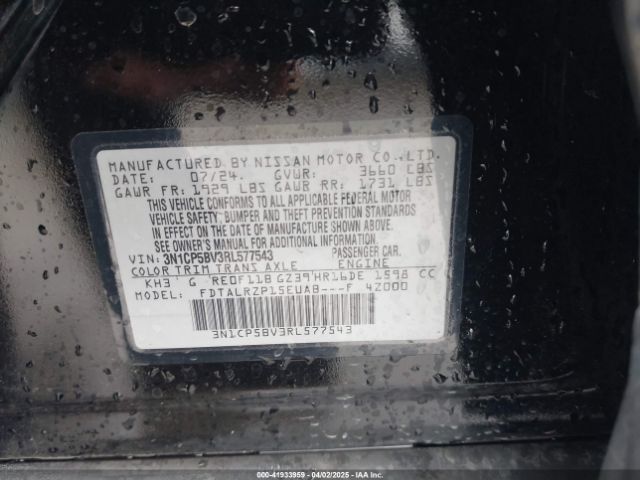 MANUFACTURED BY NISSAN MOTOR CO.,LTD.
DATE: 07/24 GVWR: 3660 LBS
GAWR FR: 1929 LBS GAWR RR: 1731 LBS
THIS VEHICLE CONFORMS TO ALL APPLICABLE FEDERAL MOTOR
VEHICLE SAFETY, BUMPER AND THEFT PREVENTION STANDARDS
IN EFFECT ON THE DATE OF MANUFACTURE SHOWN ABOVE.
SEE OWNER'S MANUAL FOR ADDITIONAL INFORMATION.
VIN: 3N1CP5BV3RL577543 PASSENGER CAR.
COLOR TRIM TRANS AXLE ENGINE
KH3 G RE0F11B GZ39 HR16DE 1598 CC
MODEL: FDTALRZP15EUAB---F 4Z000
3N1CP5BV3RL577543
000-41933959 - 04/02/2025 - IAAI.COM